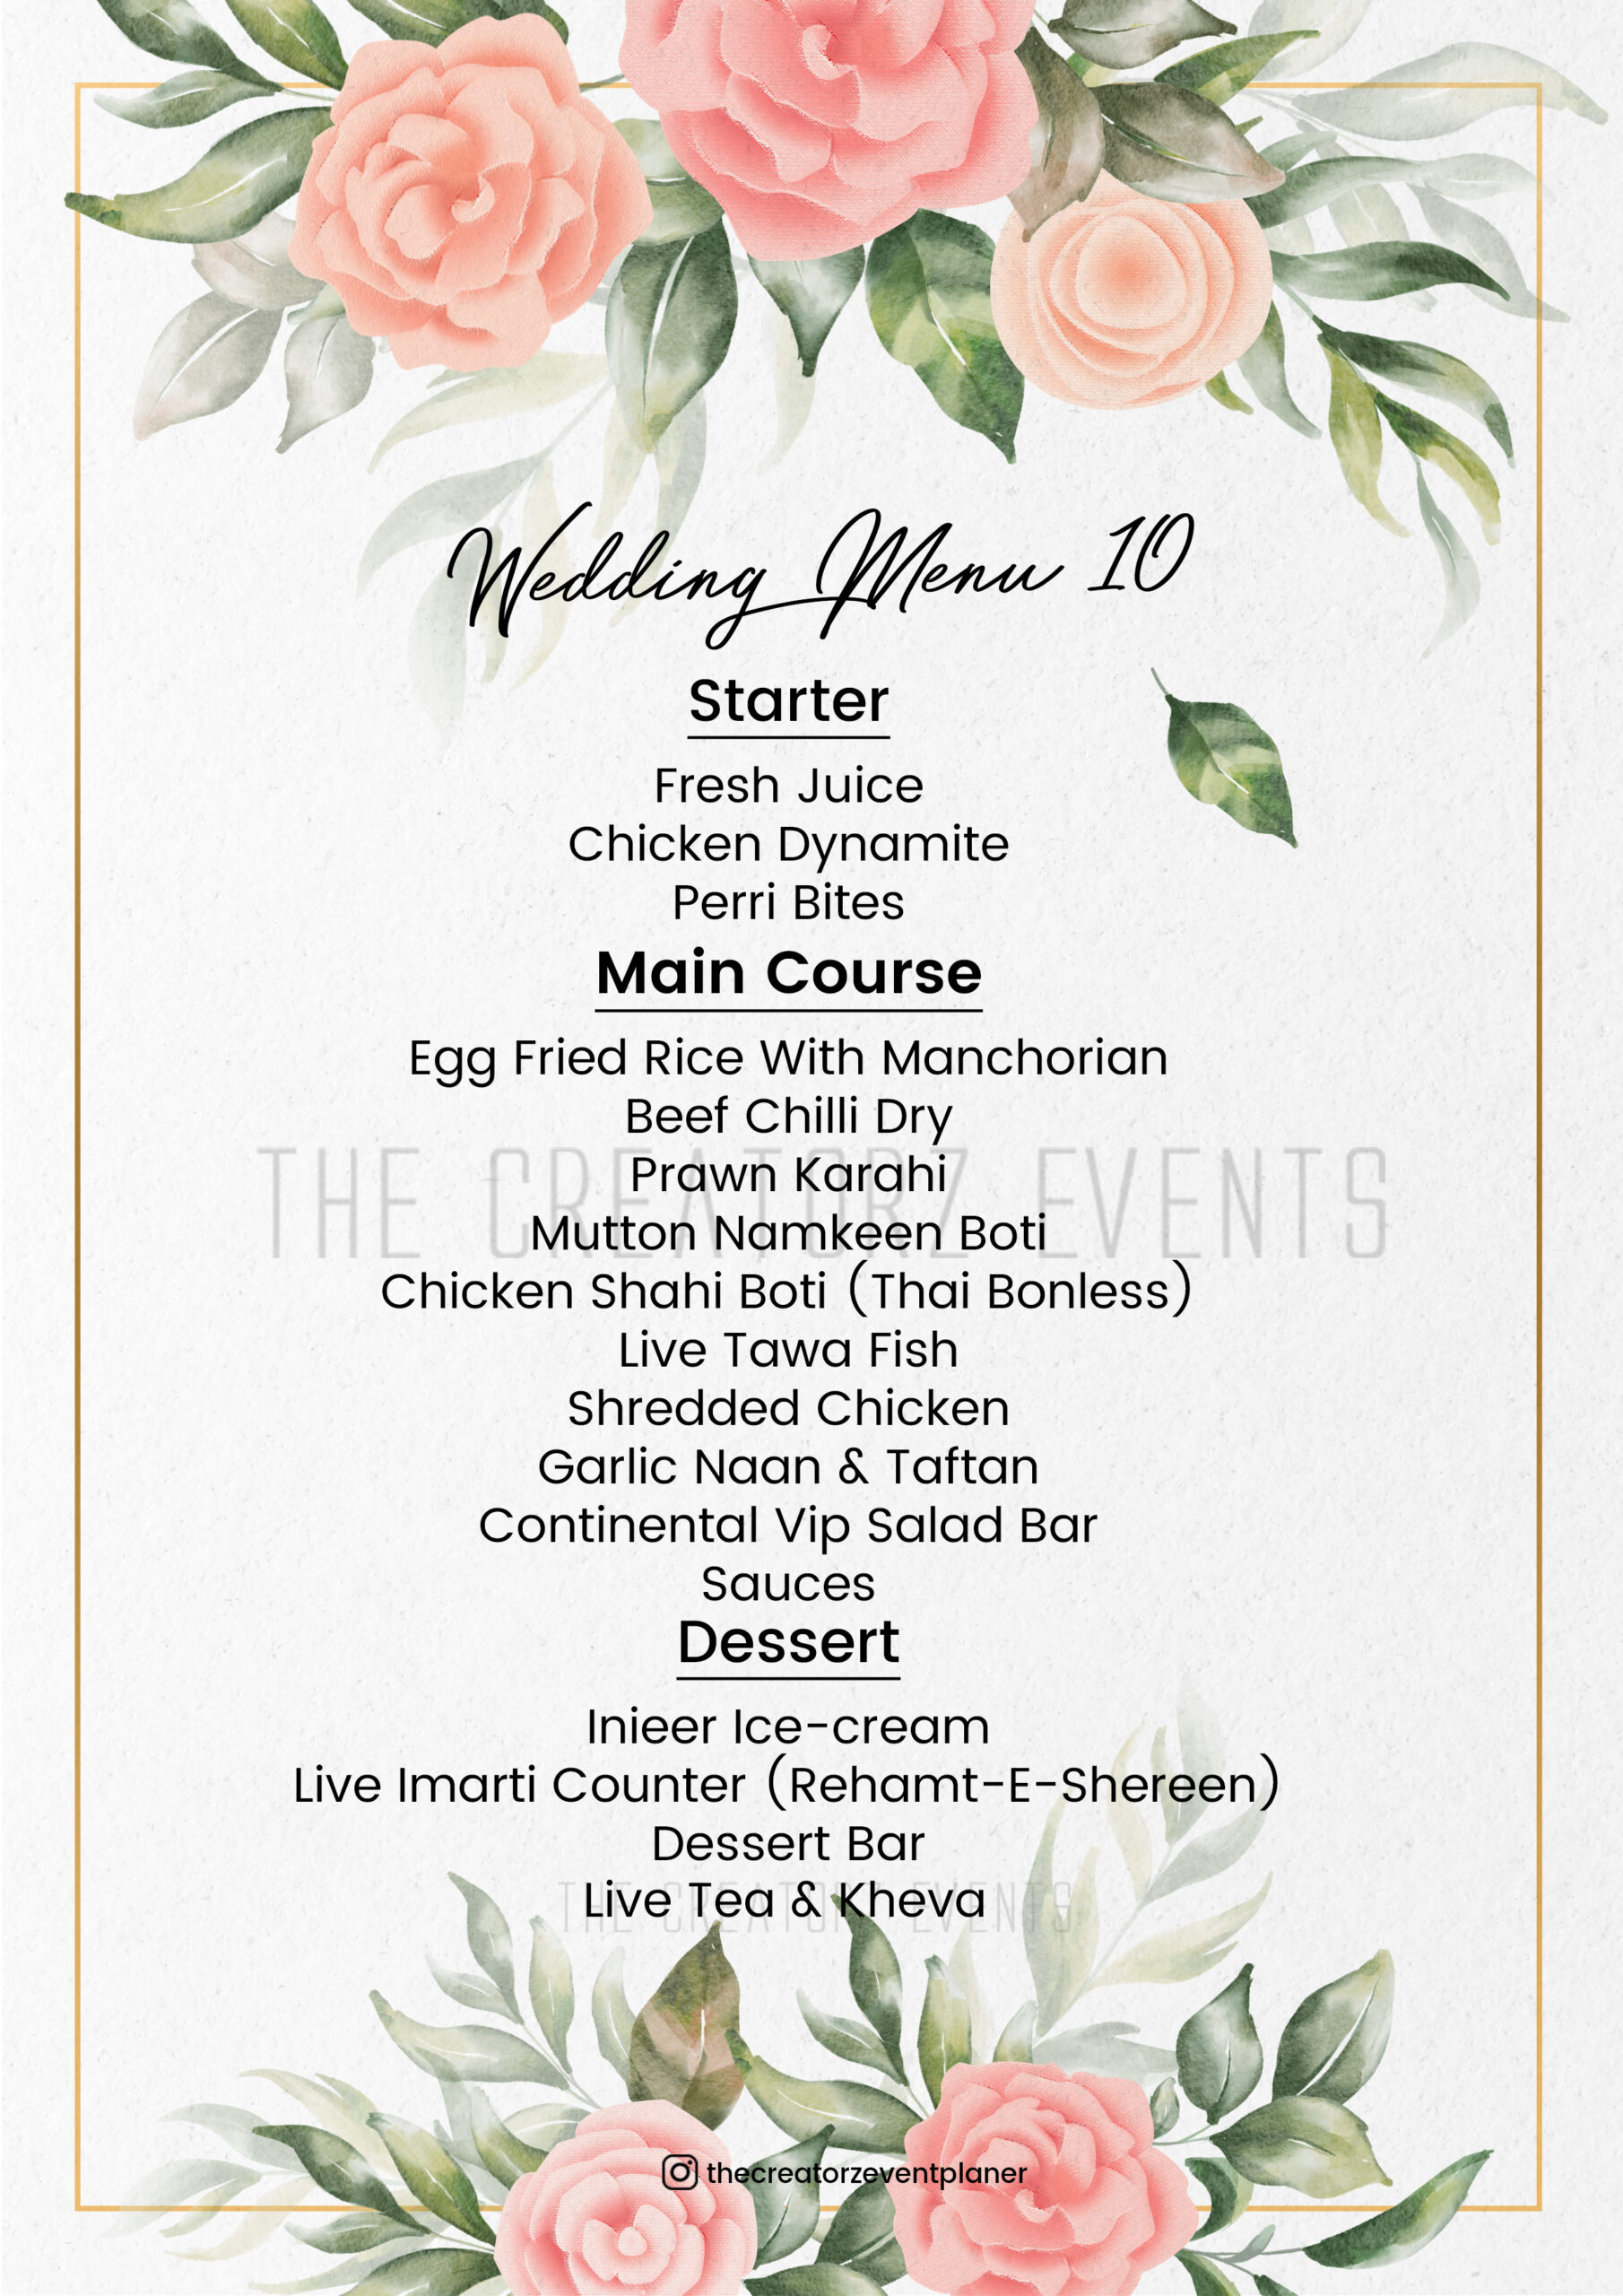 Wedding Menu 10
Starter
Fresh Juice
Chicken Dynamite
Perri Bites
Main Course
Egg Fried Rice With Manchorian
Beef Chilli Dry
Prawn Karahi
THE CREATORZ EVENTS
Mutton Namkeen Boti
Chicken Shahi Boti (Thai Bonless)
Live Tawa Fish
Shredded Chicken
Garlic Naan & Taftan
Continental Vip Salad Bar
Sauces
Dessert
Inieer Ice-cream
Live Imarti Counter (Rehamt-E-Shereen)
Dessert Bar
Live Tea & Kheva
THE CREATORZ EVENTS
thecreatorzeventplaner